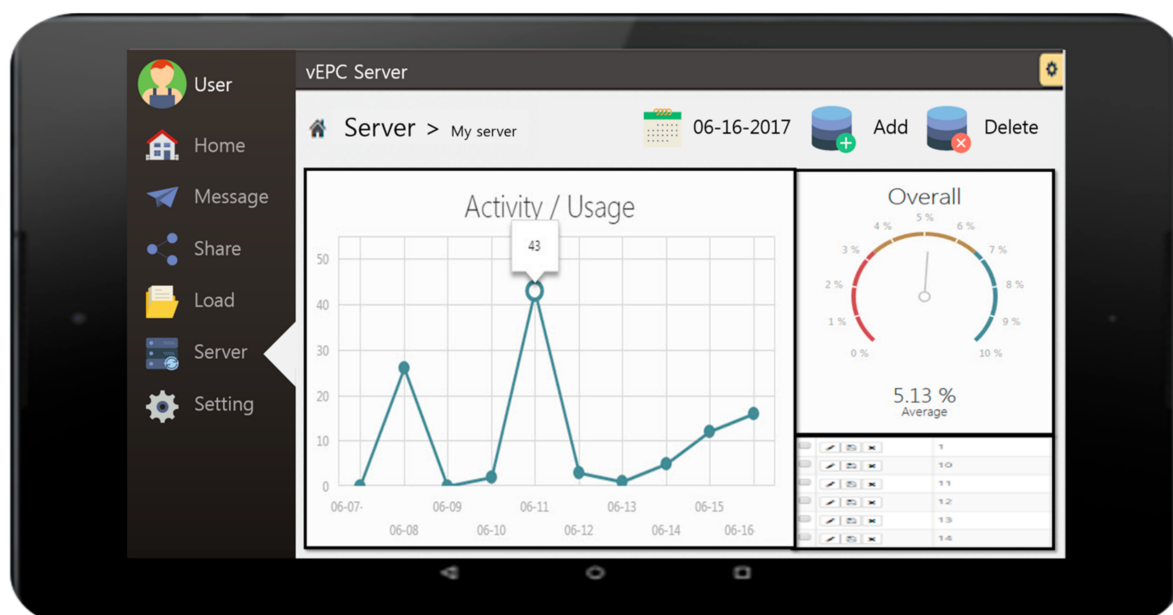 vEPC Server
User
Home
Message
Share
Load
Server
Setting
Server > My server
06-16-2017
Add
Delete
Activity / Usage
43
50
40
30
20
10
0
06-07-
06-08
06-09
06-10
06-11
06-12
06-13
06-14
06-15
06-16
Overall
0 %
1 %
2 %
3 %
4 %
5 %
6 %
7 %
8 %
9 %
10 %
5.13 %
Average
1
10
11
12
13
14